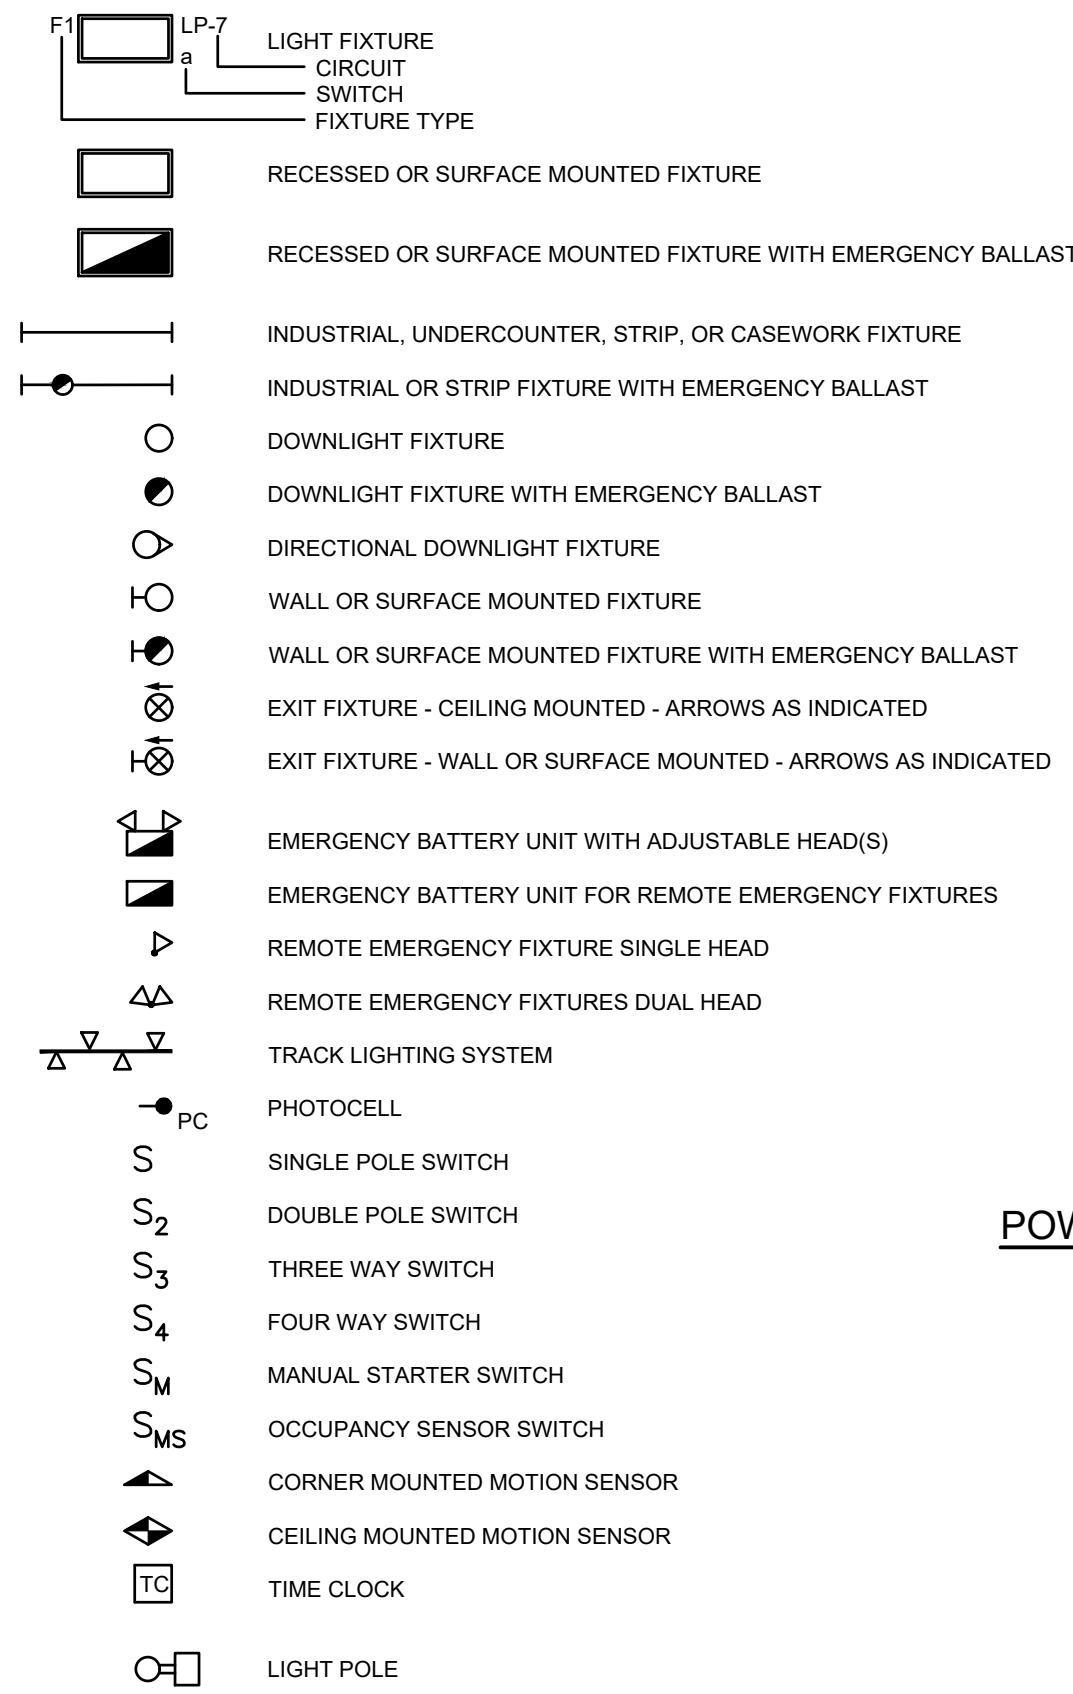 F1 LP-7
a
LIGHT FIXTURE
CIRCUIT
SWITCH
FIXTURE TYPE
RECESSED OR SURFACE MOUNTED FIXTURE
RECESSED OR SURFACE MOUNTED FIXTURE WITH EMERGENCY BALLAST
INDUSTRIAL, UNDERCOUNTER, STRIP, OR CASEWORK FIXTURE
INDUSTRIAL OR STRIP FIXTURE WITH EMERGENCY BALLAST
DOWNLIGHT FIXTURE
DOWNLIGHT FIXTURE WITH EMERGENCY BALLAST
DIRECTIONAL DOWNLIGHT FIXTURE
WALL OR SURFACE MOUNTED FIXTURE
WALL OR SURFACE MOUNTED FIXTURE WITH EMERGENCY BALLAST
EXIT FIXTURE - CEILING MOUNTED - ARROWS AS INDICATED
EXIT FIXTURE - WALL OR SURFACE MOUNTED - ARROWS AS INDICATED
EMERGENCY BATTERY UNIT WITH ADJUSTABLE HEAD(S)
EMERGENCY BATTERY UNIT FOR REMOTE EMERGENCY FIXTURES
REMOTE EMERGENCY FIXTURE SINGLE HEAD
REMOTE EMERGENCY FIXTURES DUAL HEAD
TRACK LIGHTING SYSTEM
PC PHOTOCELL
S SINGLE POLE SWITCH
S2 DOUBLE POLE SWITCH
S3 THREE WAY SWITCH
S4 FOUR WAY SWITCH
SM MANUAL STARTER SWITCH
SMS OCCUPANCY SENSOR SWITCH
CORNER MOUNTED MOTION SENSOR
CEILING MOUNTED MOTION SENSOR
TC TIME CLOCK
LIGHT POLE